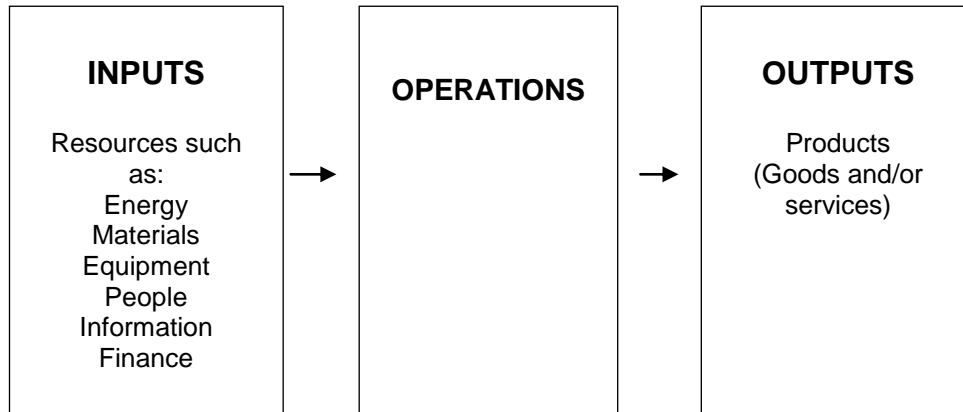 INPUTS
Resources such
as:
Energy
Materials
Equipment
People
Information
Finance
OPERATIONS
OUTPUTS
Products
(Goods and/or
services)